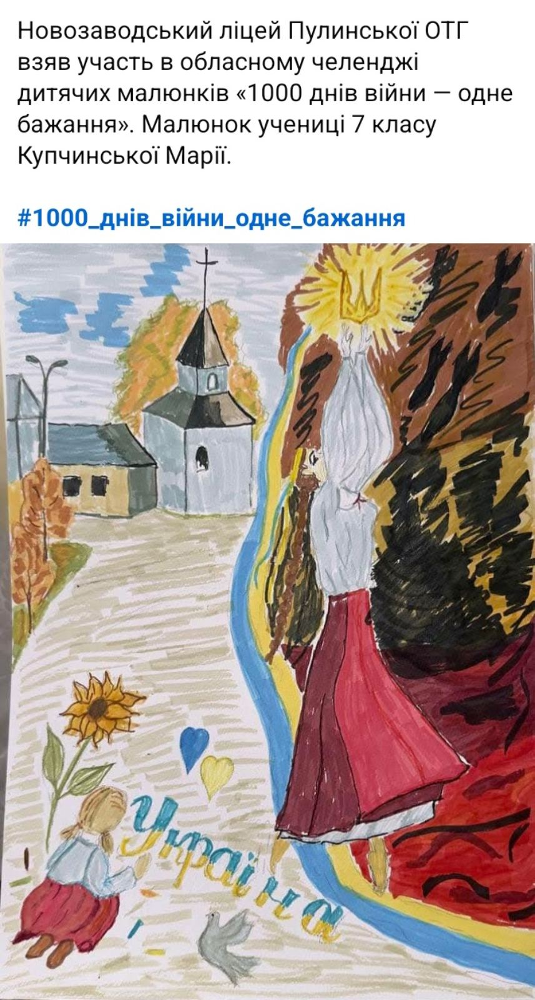 Новозаводський ліцей Пулинської ОТГ
взяв участь в обласному челенджі
дитячих малюнків «1000 днів війни — одне
бажання». Малюнок учениці 7 класу
Купчинської Марії.
#1000_днів_війни_одне_бажання
Україна